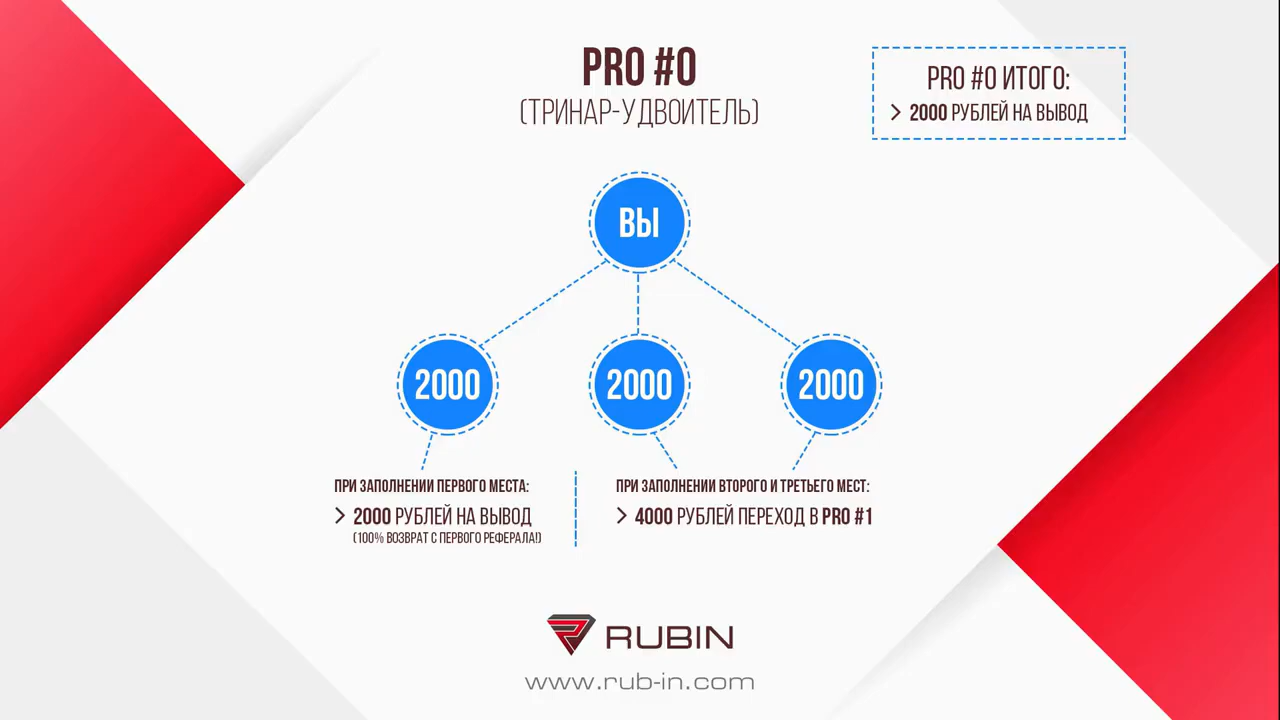 PRO #0
(ТРИНАР-УДВОИТЕЛЬ)
PRO #0 ИТОГО:
> 2000 РУБЛЕЙ НА ВЫВОД
ВЫ
2000 2000 2000
ПРИ ЗАПОЛНЕНИИ ПЕРВОГО МЕСТА:
> 2000 РУБЛЕЙ НА ВЫВОД
(100% ВОЗВРАТ С ПЕРВОГО РЕФЕРАЛА!)
ПРИ ЗАПОЛНЕНИИ ВТОРОГО И ТРЕТЬЕГО МЕСТ:
> 4000 РУБЛЕЙ ПЕРЕХОД В PRO #1
RUBIN
www.rub-in.com